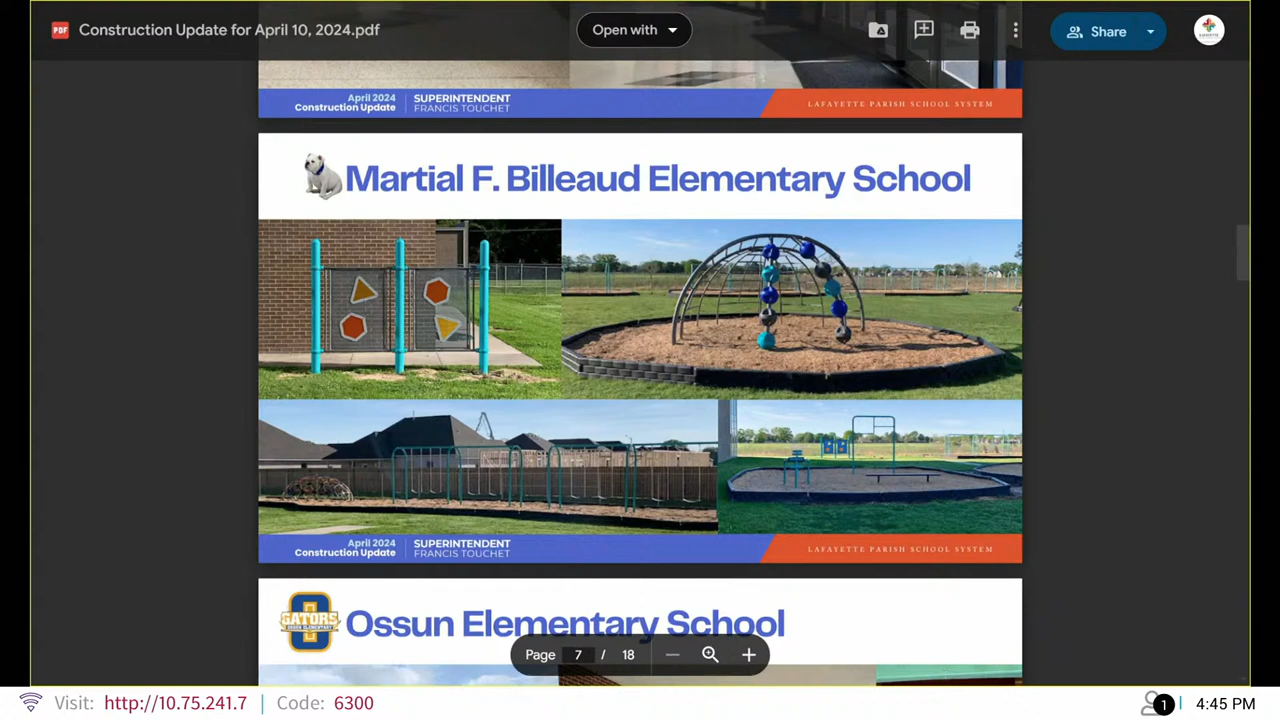 Construction Update for April 10, 2024.pdf
Open with
Share
April 2024
Construction Update
SUPERINTENDENT
FRANCIS TOUCHET
LAFAYETTE PARISH SCHOOL SYSTEM
Martial F. Billeaud Elementary School
April 2024
Construction Update
SUPERINTENDENT
FRANCIS TOUCHET
LAFAYETTE PARISH SCHOOL SYSTEM
GATORS
OSSUN ELEMENTARY
Ossun Elementary School
Page 7 / 18
Visit: http://10.75.241.7 | Code: 6300
1
4:45 PM